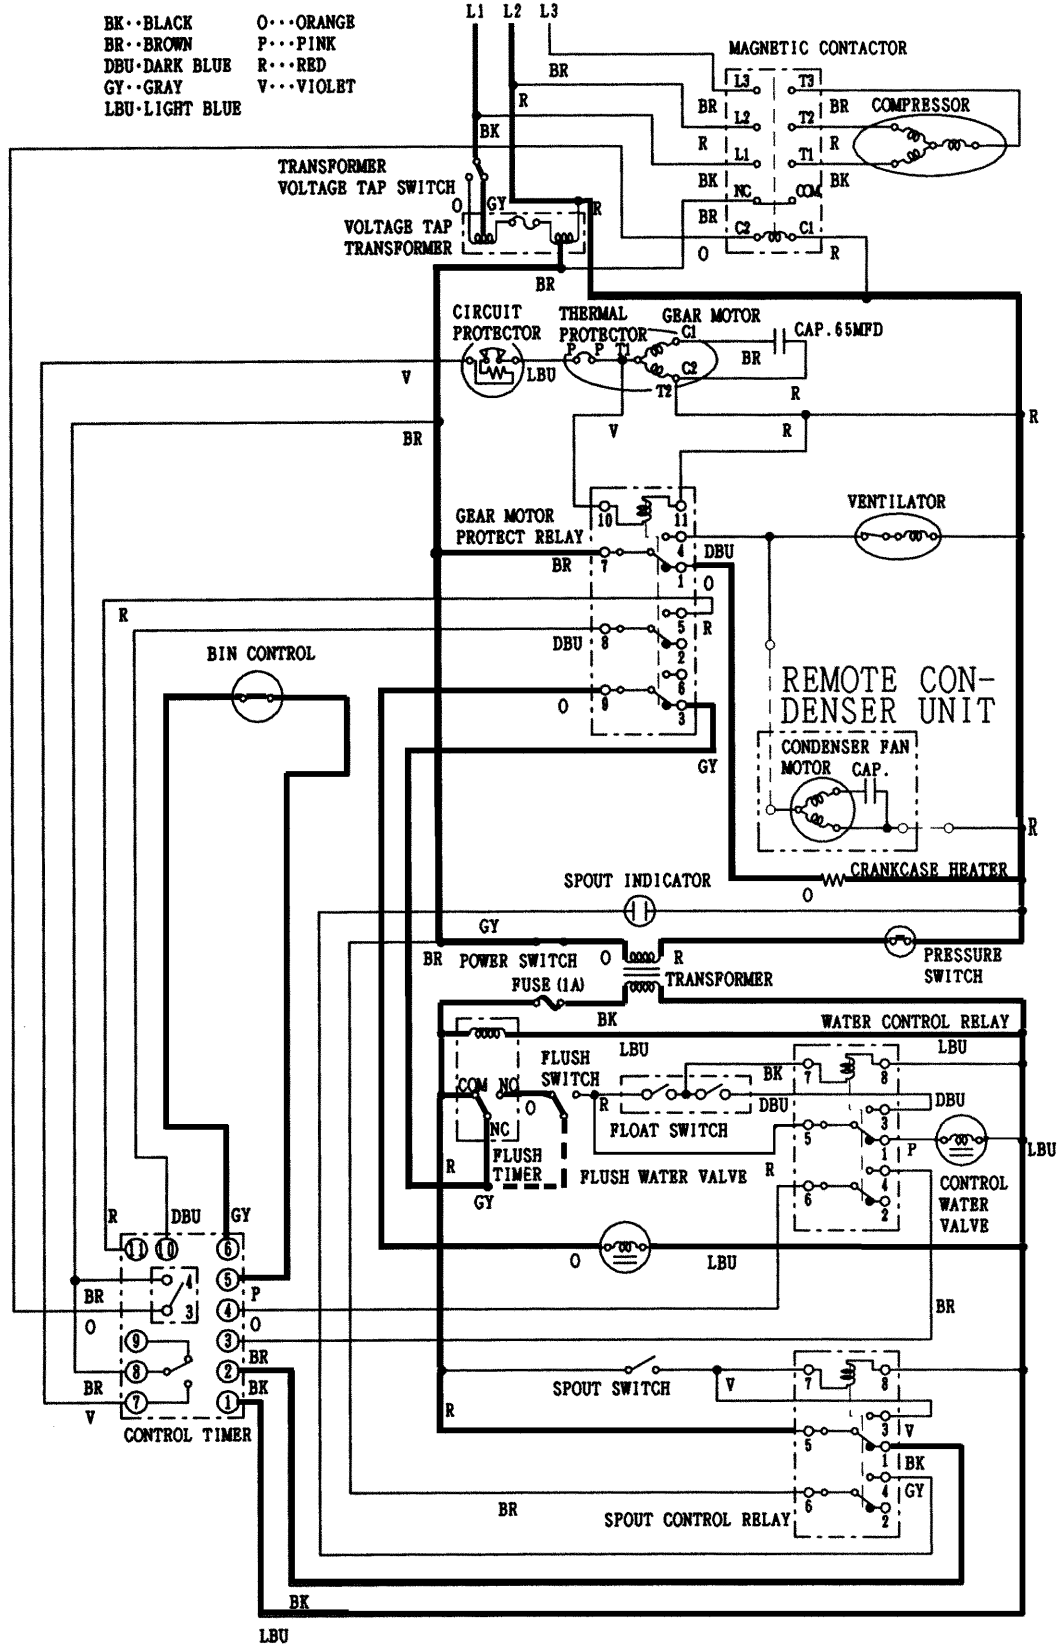 BK··BLACK O···ORANGE
BR··BROWN P···PINK
DBU·DARK BLUE R···RED
GY··GRAY V···VIOLET
LBU·LIGHT BLUE
L1 L2 L3
BR
R
BK
MAGNETIC CONTACTOR
L3 T3
BR BR
COMPRESSOR
L2 T2
R R
L1 T1
BK BK
NC COM
BR
C2 C1
O R
TRANSFORMER
VOLTAGE TAP SWITCH
O GY R
VOLTAGE TAP
TRANSFORMER
BR
CIRCUIT
PROTECTOR
THERMAL
PROTECTOR
GEAR MOTOR
C1
CAP.65MFD
P P T1
BR
V
LBU
C2
T2
R
BR
V
R
R
GEAR MOTOR
PROTECT RELAY
10 11
VENTILATOR
4
BR 7
DBU
1
O
R
5
R
DBU 8
2
BIN CONTROL
6
O 9
3
GY
REMOTE CON-
DENSER UNIT
CONDENSER FAN
MOTOR CAP.
R
CRANKCASE HEATER
O
SPOUT INDICATOR
GY
BR POWER SWITCH O R
TRANSFORMER
PRESSURE
SWITCH
FUSE (1A)
BK
WATER CONTROL RELAY
LBU
LBU
FLUSH
SWITCH
COM NO
O
NC
FLUSH
TIMER
R
GY
R
BK
7 8
DBU
FLOAT SWITCH
DBU
3
5
P 1
LBU
FLUSH WATER VALVE
R
4
6
2
CONTROL
WATER
VALVE
O LBU
R DBU GY
11 10 6
4 5
BR
P
3 4
O
O
9 3
BR
8 2
BR
BK
7 1
V
CONTROL TIMER
BR
SPOUT SWITCH
V
7 8
R
3
V
5 1
BK
4
GY
6
BR
2
SPOUT CONTROL RELAY
BK
LBU